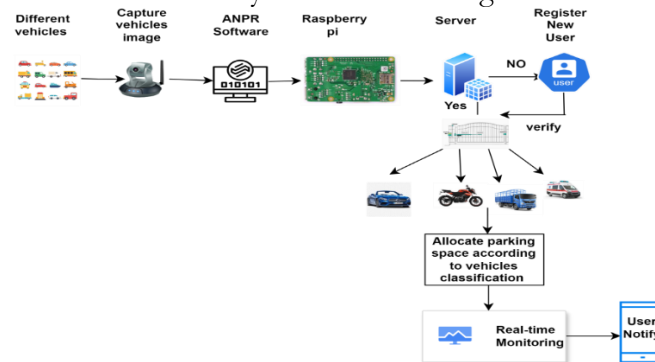 Different
vehicles
Capture
vehicles
image
ANPR
Software
Raspberry
pi
Server
Register
New
User
010101
NO
user
Yes
verify
Allocate parking
space according
to vehicles
classification
Real-time
Monitoring
User
Notify